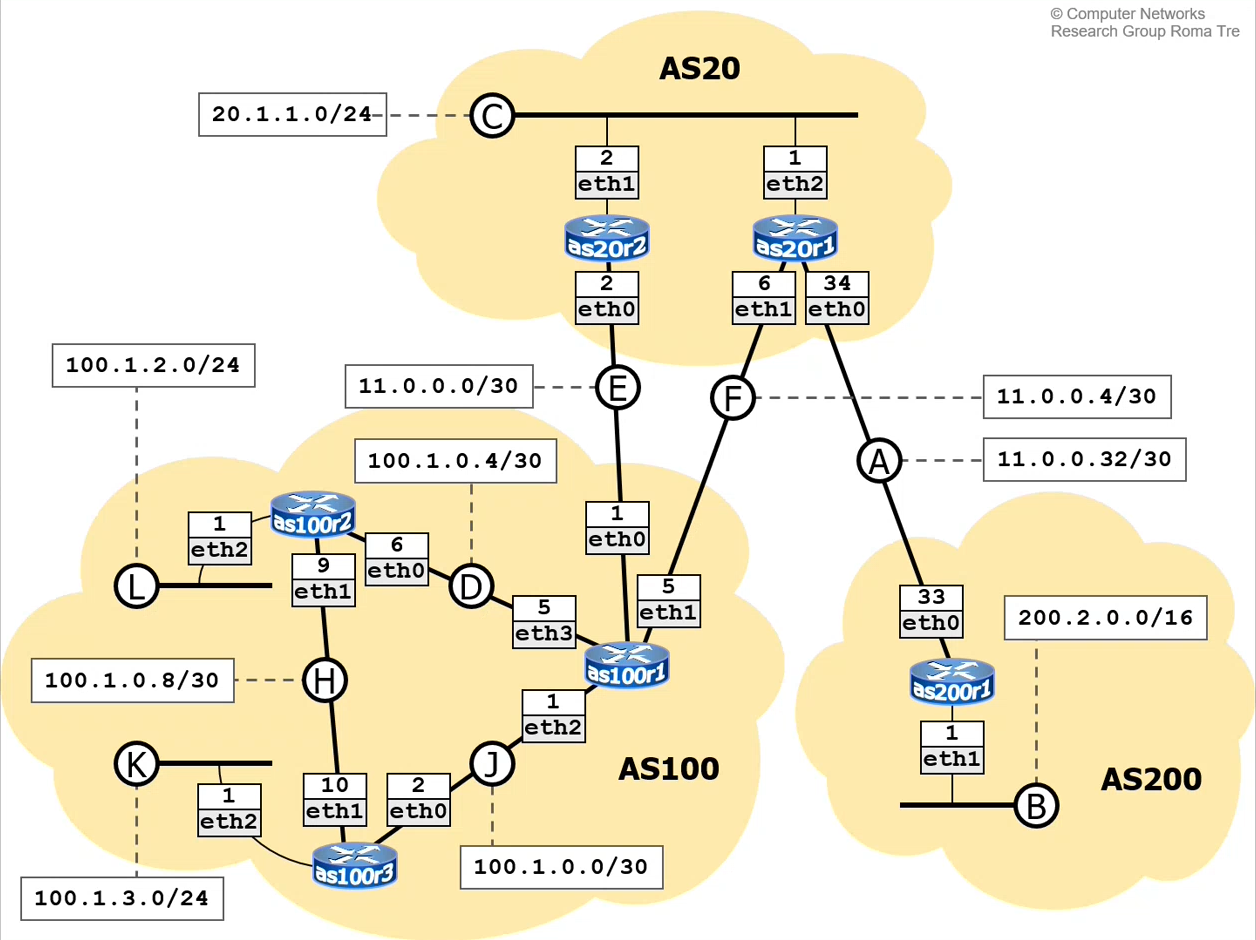 © Computer Networks
Research Group Roma Tre
AS20
20.1.1.0/24
C
2
eth1
1
eth2
as20r2
as20r1
2
eth0
6
eth1
34
eth0
100.1.2.0/24
11.0.0.0/30
E
F
11.0.0.4/30
100.1.0.4/30
A
11.0.0.32/30
as100r2
1
eth2
6
eth0
1
eth0
9
eth1
L
D
5
eth3
5
eth1
33
eth0
200.2.0.0/16
100.1.0.8/30
H
as100r1
as200r1
1
eth2
1
eth1
K
J
AS100
AS200
1
eth2
10
eth1
2
eth0
B
as100r3
100.1.0.0/30
100.1.3.0/24